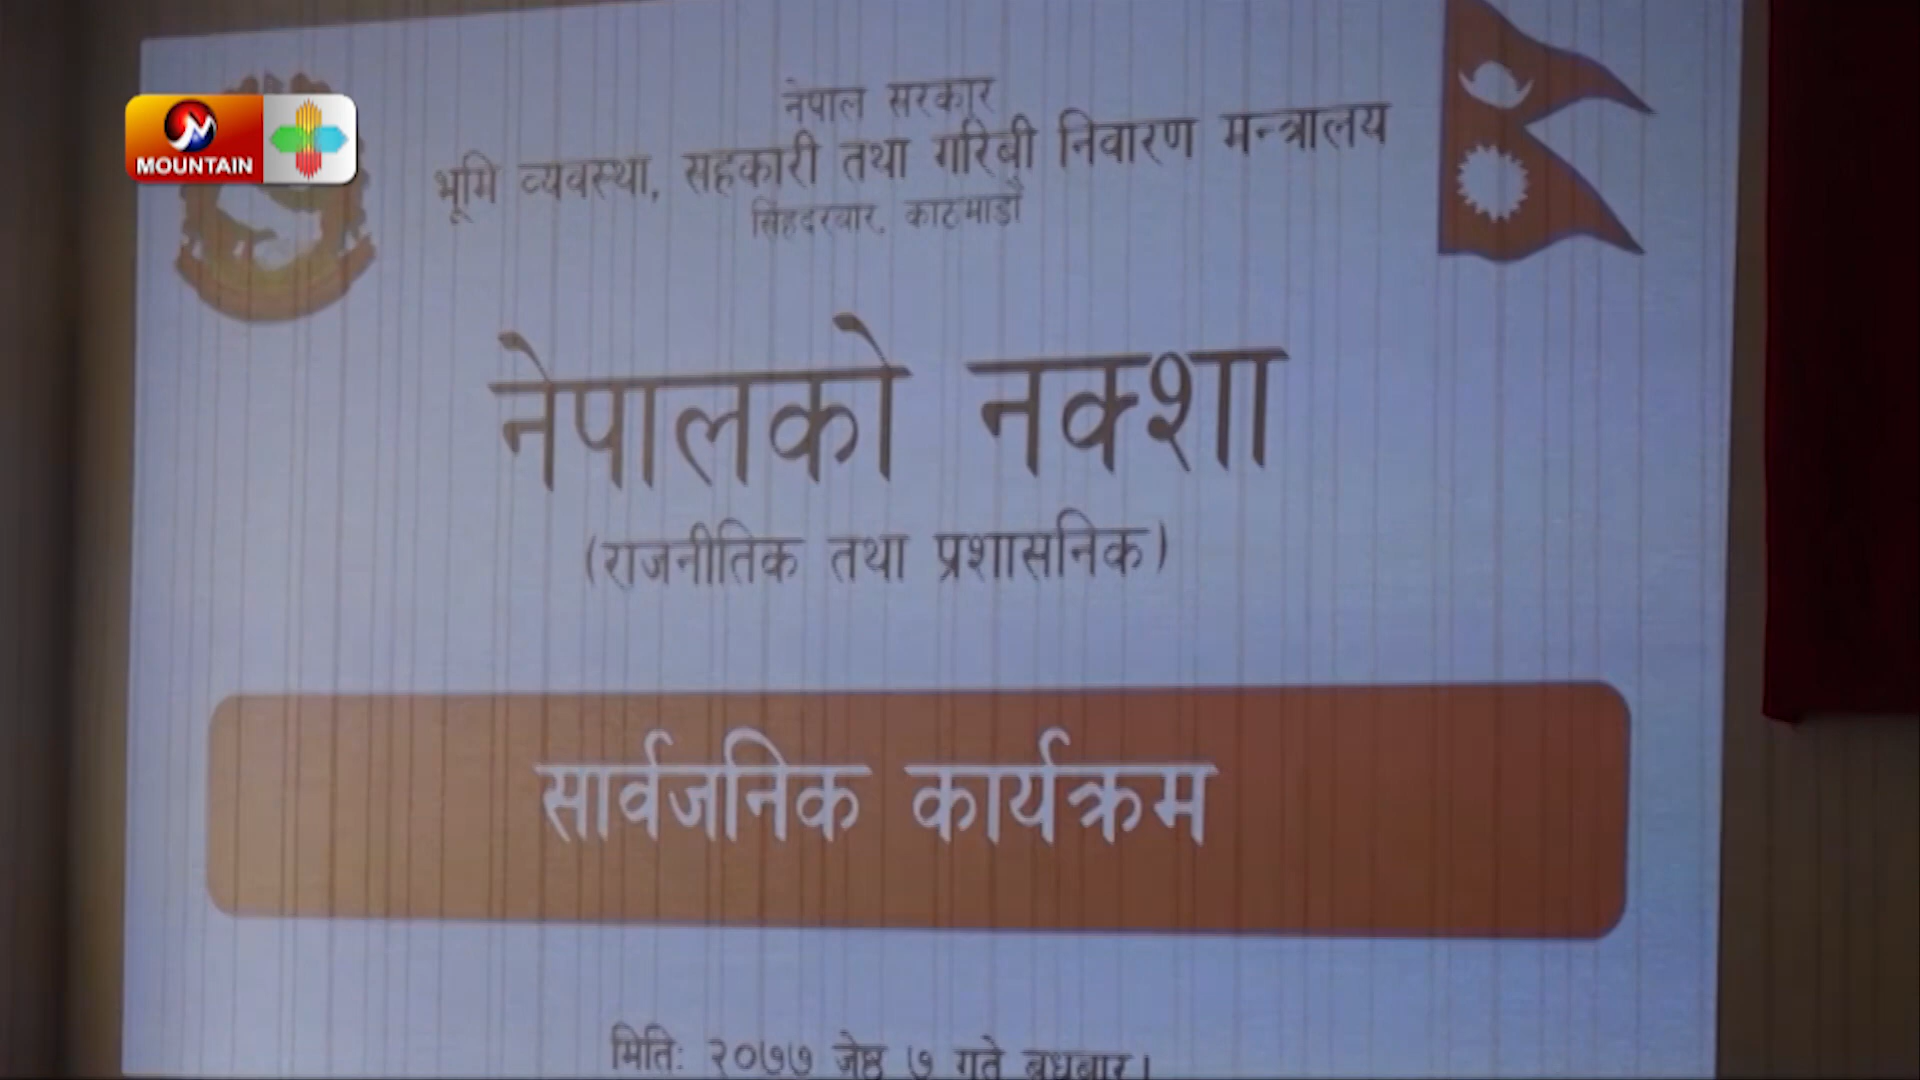 MOUNTAIN
नेपाल सरकार
भूमि व्यवस्था, सहकारी तथा गरिबी निवारण मन्त्रालय
सिंहदरबार, काठमाडौं
नेपालको नक्शा
(राजनीतिक तथा प्रशासनिक)
सार्वजनिक कार्यक्रम
मिति: २०७७ जेष्ठ ७ गते बुधबार।